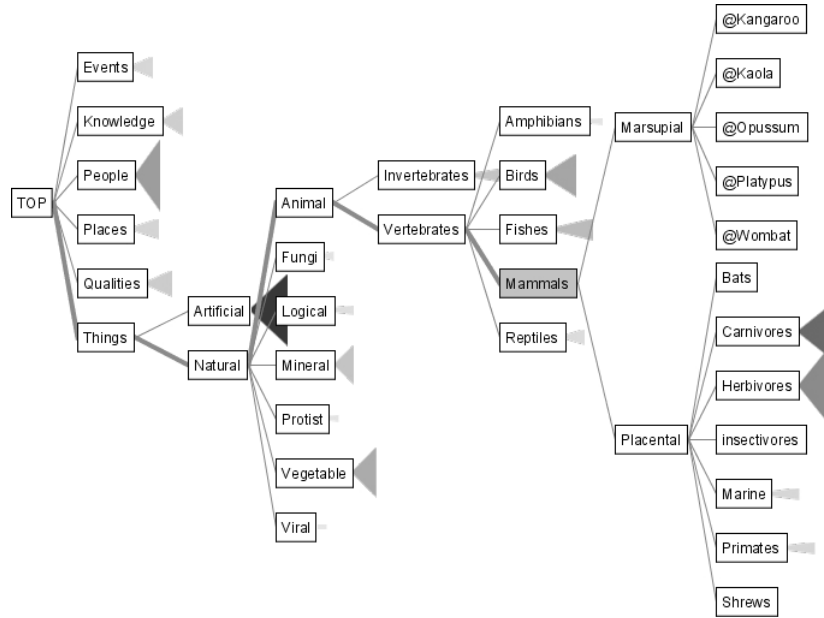 TOP
Events
Knowledge
People
Places
Qualities
Things
Artificial
Natural
Animal
Fungi
Logical
Mineral
Protist
Vegetable
Viral
Invertebrates
Vertebrates
Amphibians
Birds
Fishes
Mammals
Reptiles
Marsupial
Placental
@Kangaroo
@Kaola
@Opussum
@Platypus
@Wombat
Bats
Carnivores
Herbivores
insectivores
Marine
Primates
Shrews